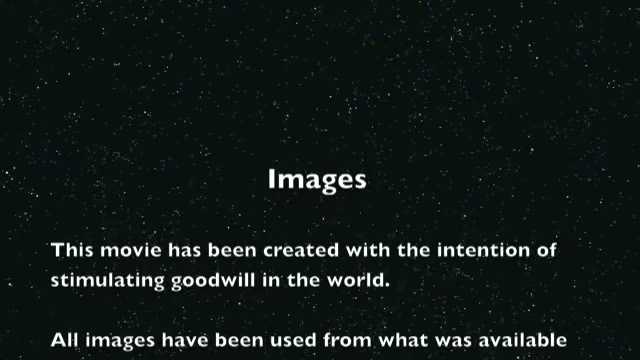 Images
This movie has been created with the intention of
stimulating goodwill in the world.
All images have been used from what was available